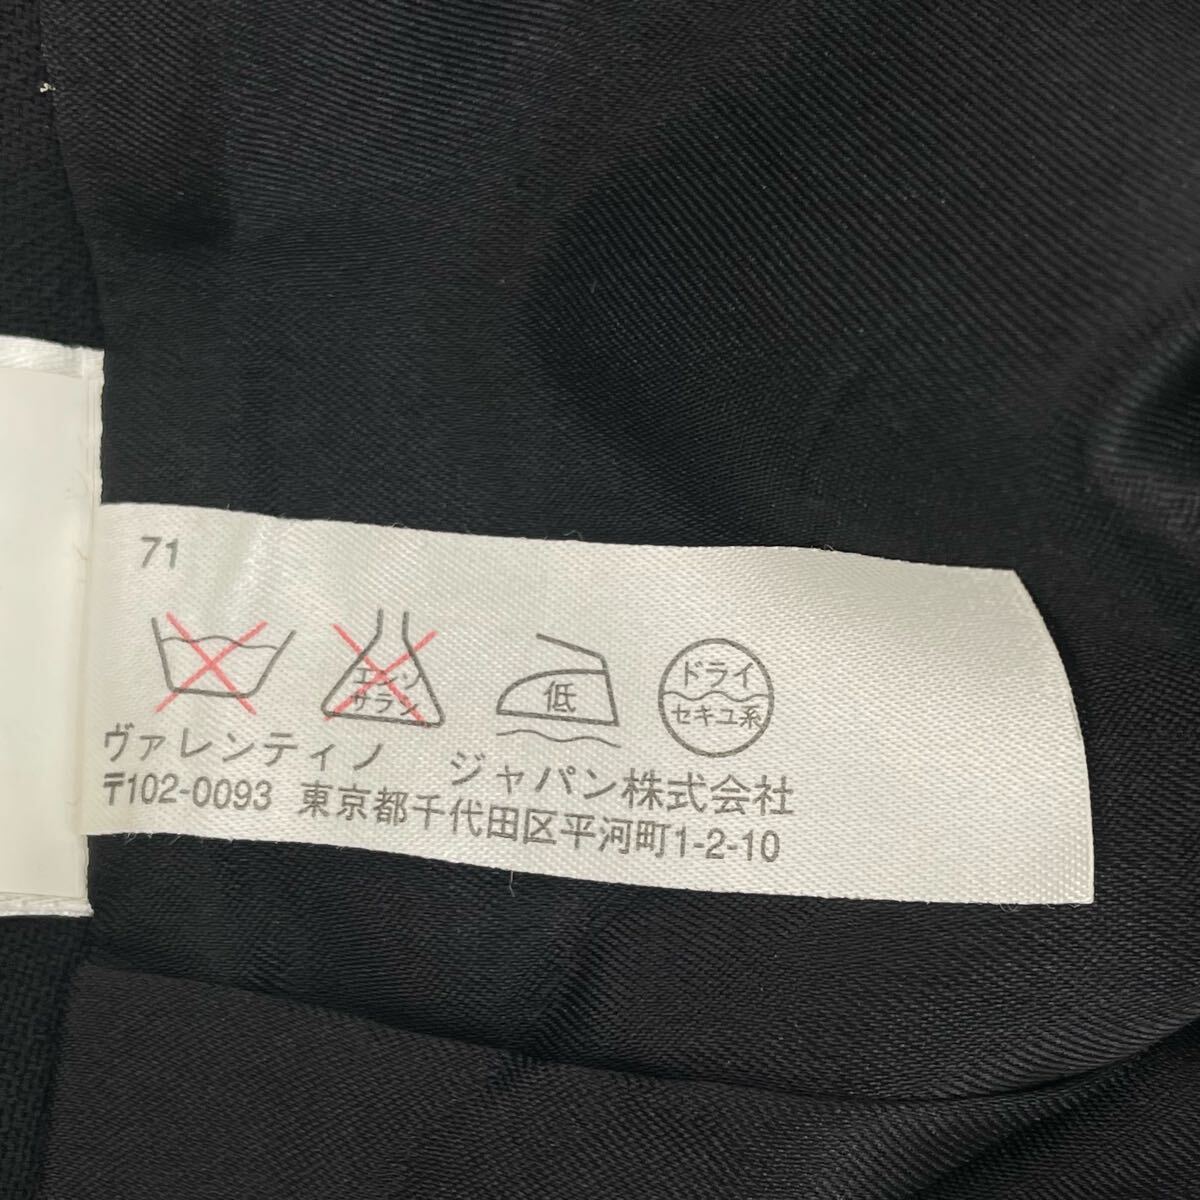 71
エンソ
サラン
低
ドライ
セキユ系
ヴァレンティノ ジャパン株式会社
〒102-0093 東京都千代田区平河町1-2-10